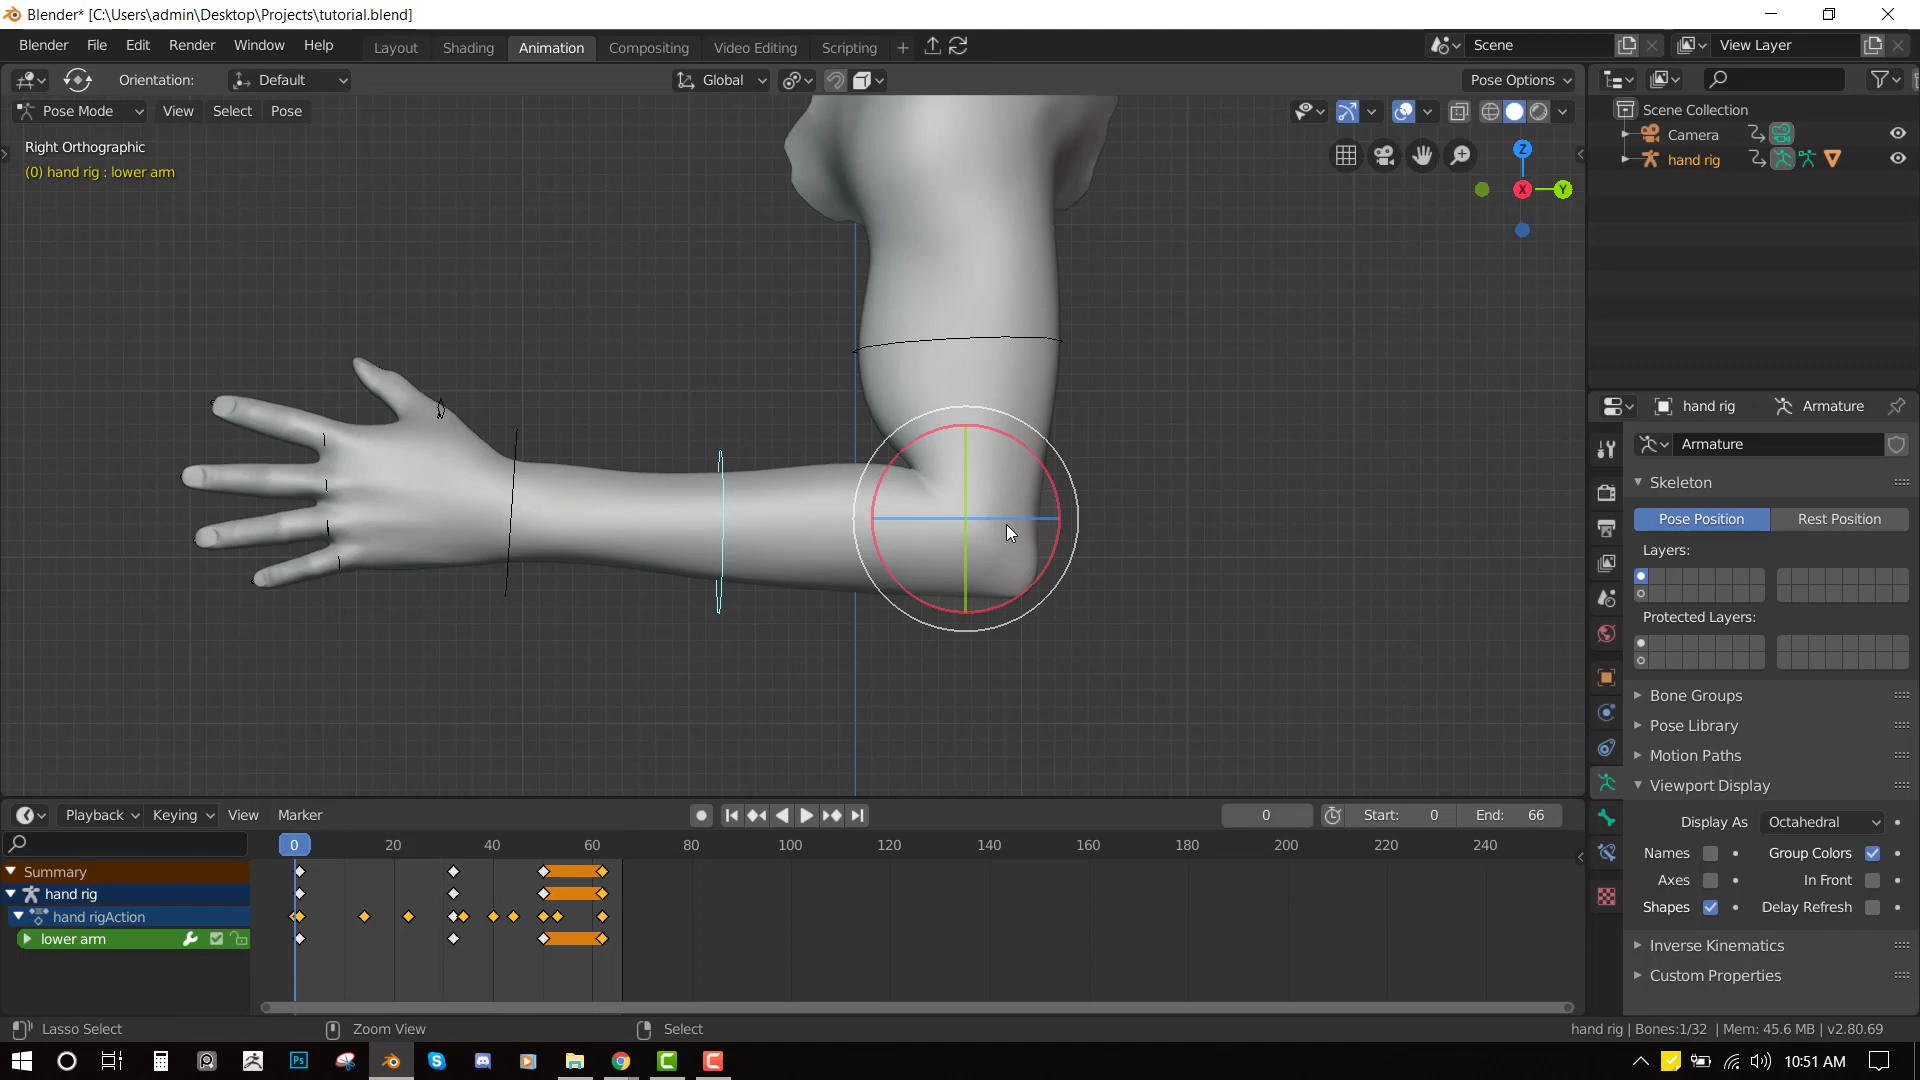 Blender* [C:\Users\admin\Desktop\Projects\tutorial.blend]
Blender File Edit Render Window Help Layout Shading Animation Compositing Video Editing Scripting + Scene View Layer
Orientation: Default Global Pose Options
Pose Mode View Select Pose
Scene Collection
Camera
hand rig
Right Orthographic
(0) hand rig : lower arm
Z
X
Y
hand rig Armature
Armature
Skeleton
Pose Position Rest Position
Layers:
Protected Layers:
Bone Groups
Pose Library
Motion Paths
Viewport Display
Display As Octahedral
Names Group Colors
Axes In Front
Shapes Delay Refresh
Inverse Kinematics
Custom Properties
Playback Keying View Marker 0 Start: 0 End: 66
0 20 40 60 80 100 120 140 160 180 200 220 240
Summary
hand rig
hand rigAction
lower arm
Lasso Select Zoom View Select hand rig | Bones:1/32 | Mem: 45.6 MB | v2.80.69
Ps
10:51 AM